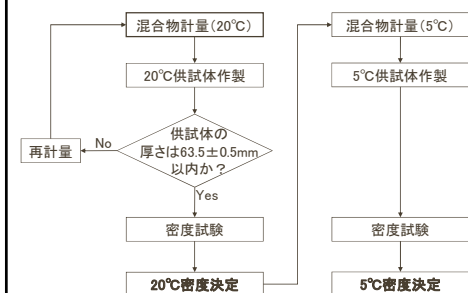 混合物計量(20℃)
20℃供試体作製
供試体の
厚さは63.5±0.5mm
以内か？
No
再計量
Yes
密度試験
20℃密度決定
混合物計量(5℃)
5℃供試体作製
密度試験
5℃密度決定